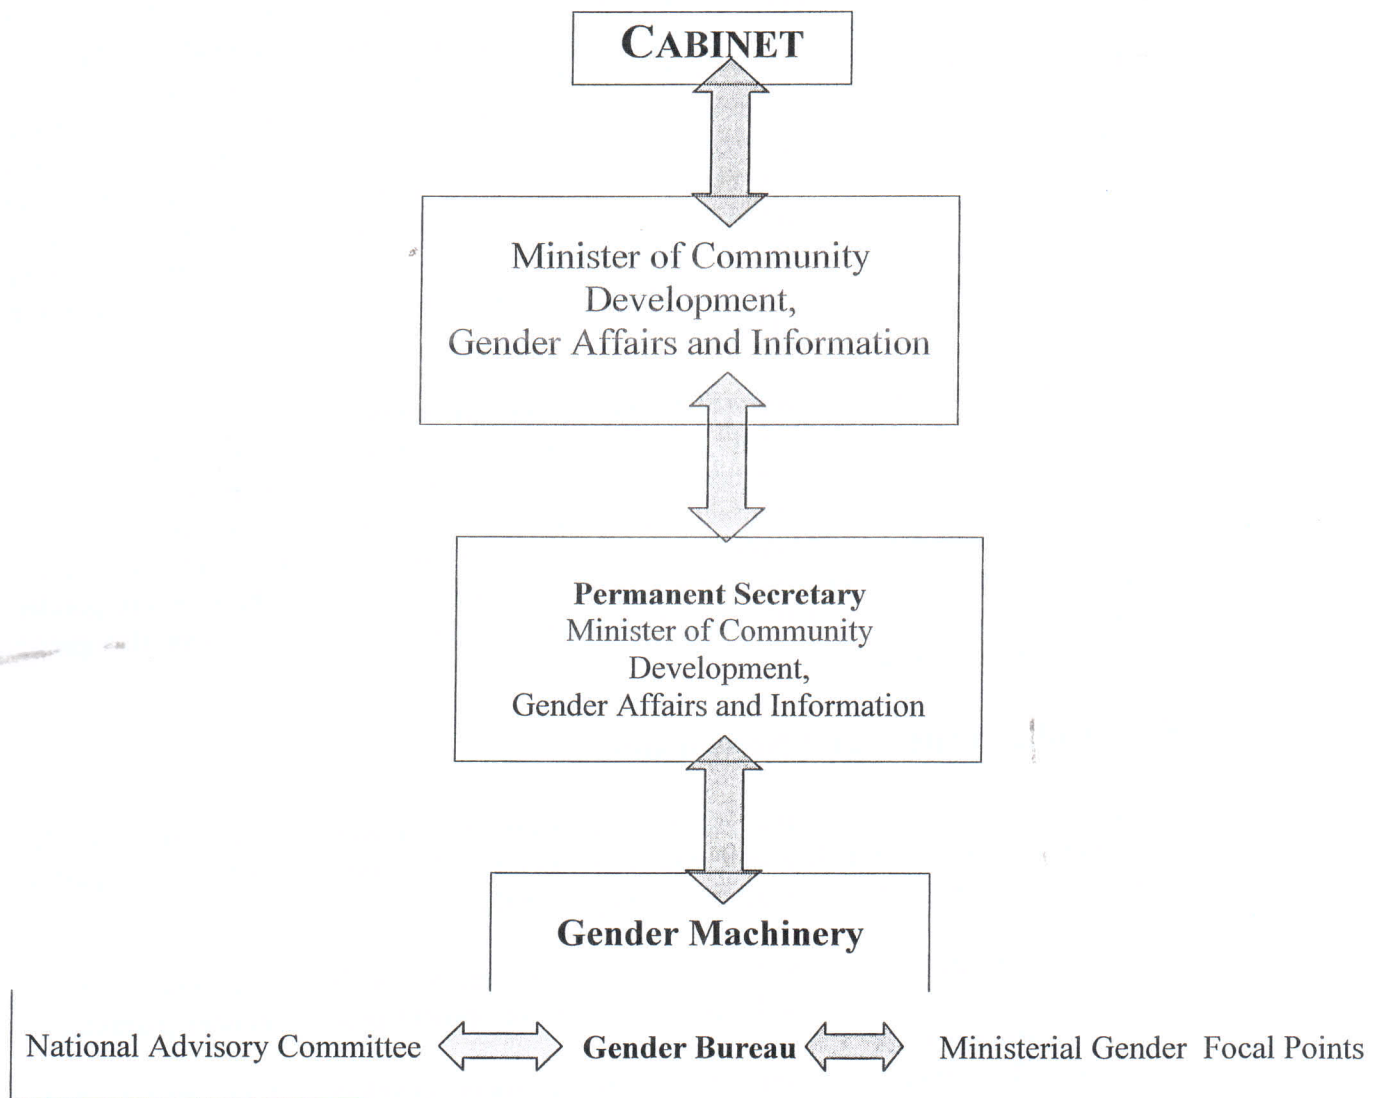 CABINET
Minister of Community
Development,
Gender Affairs and Information
Permanent Secretary
Minister of Community
Development,
Gender Affairs and Information
Gender Machinery
National Advisory Committee Gender Bureau Ministerial Gender Focal Points